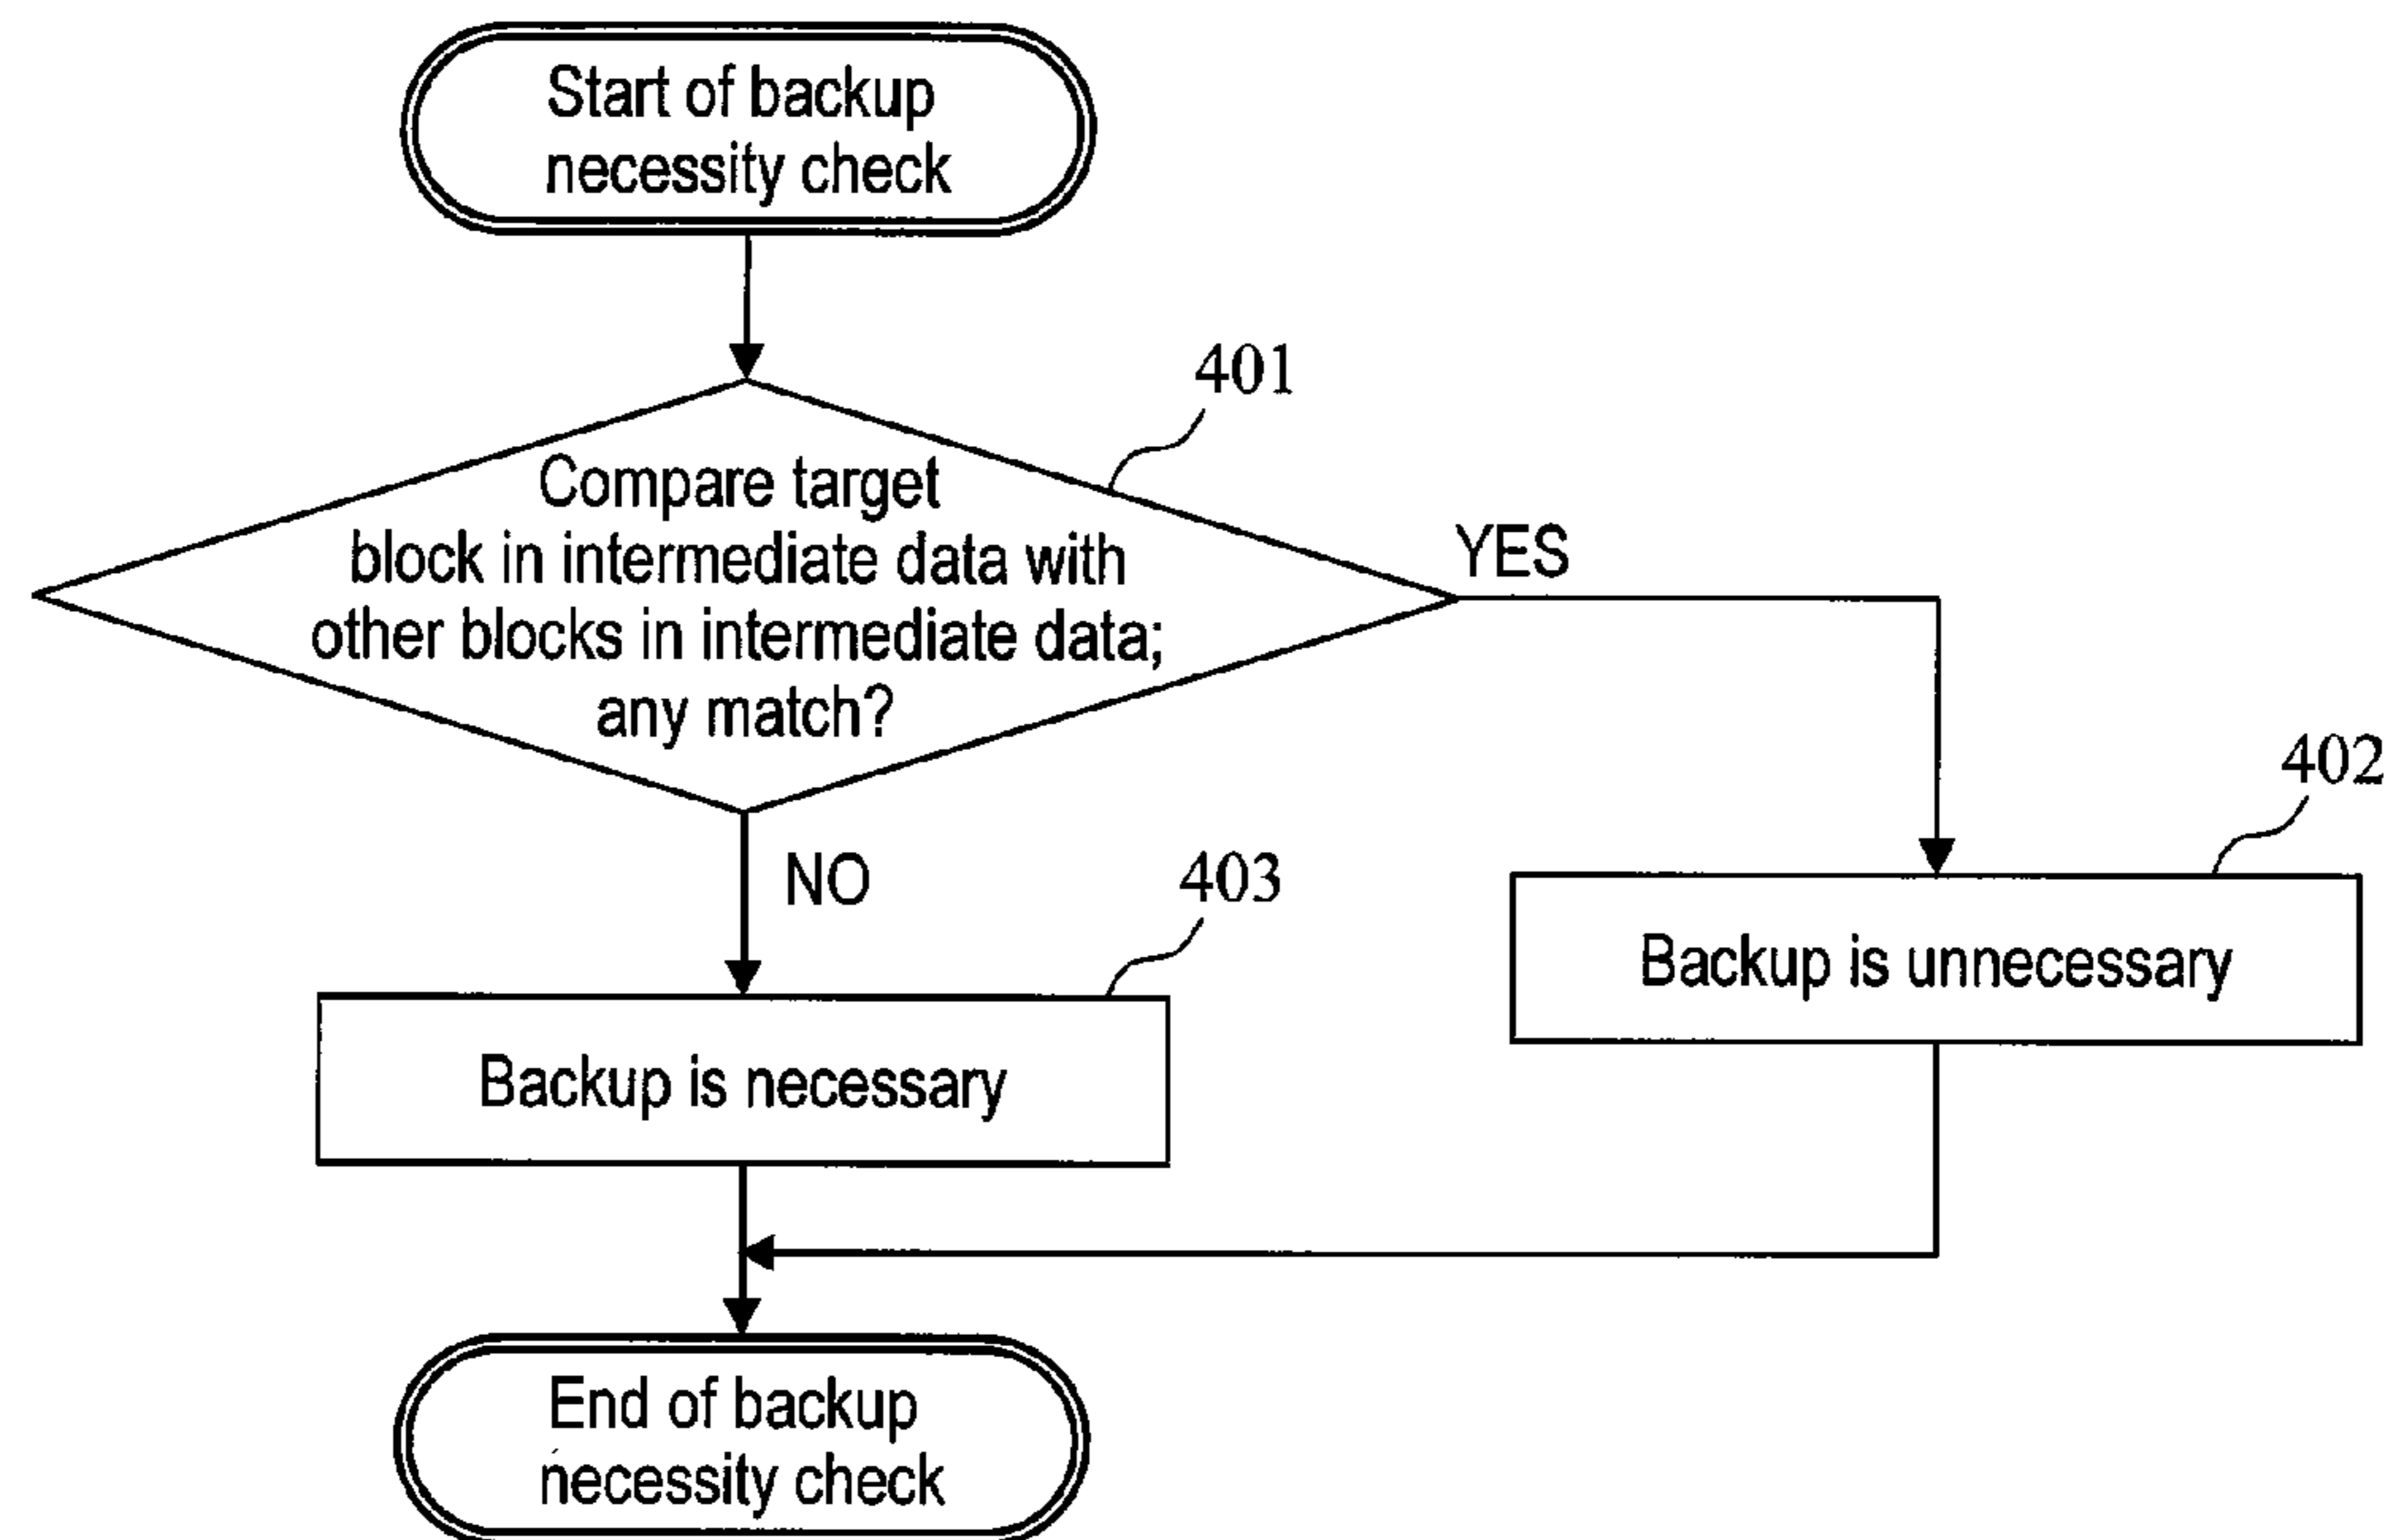 Start of backup
necessity check
401
Compare target
block in intermediate data with
other blocks in intermediate data;
any match?
YES
402
NO
403
Backup is unnecessary
Backup is necessary
End of backup
necessity check